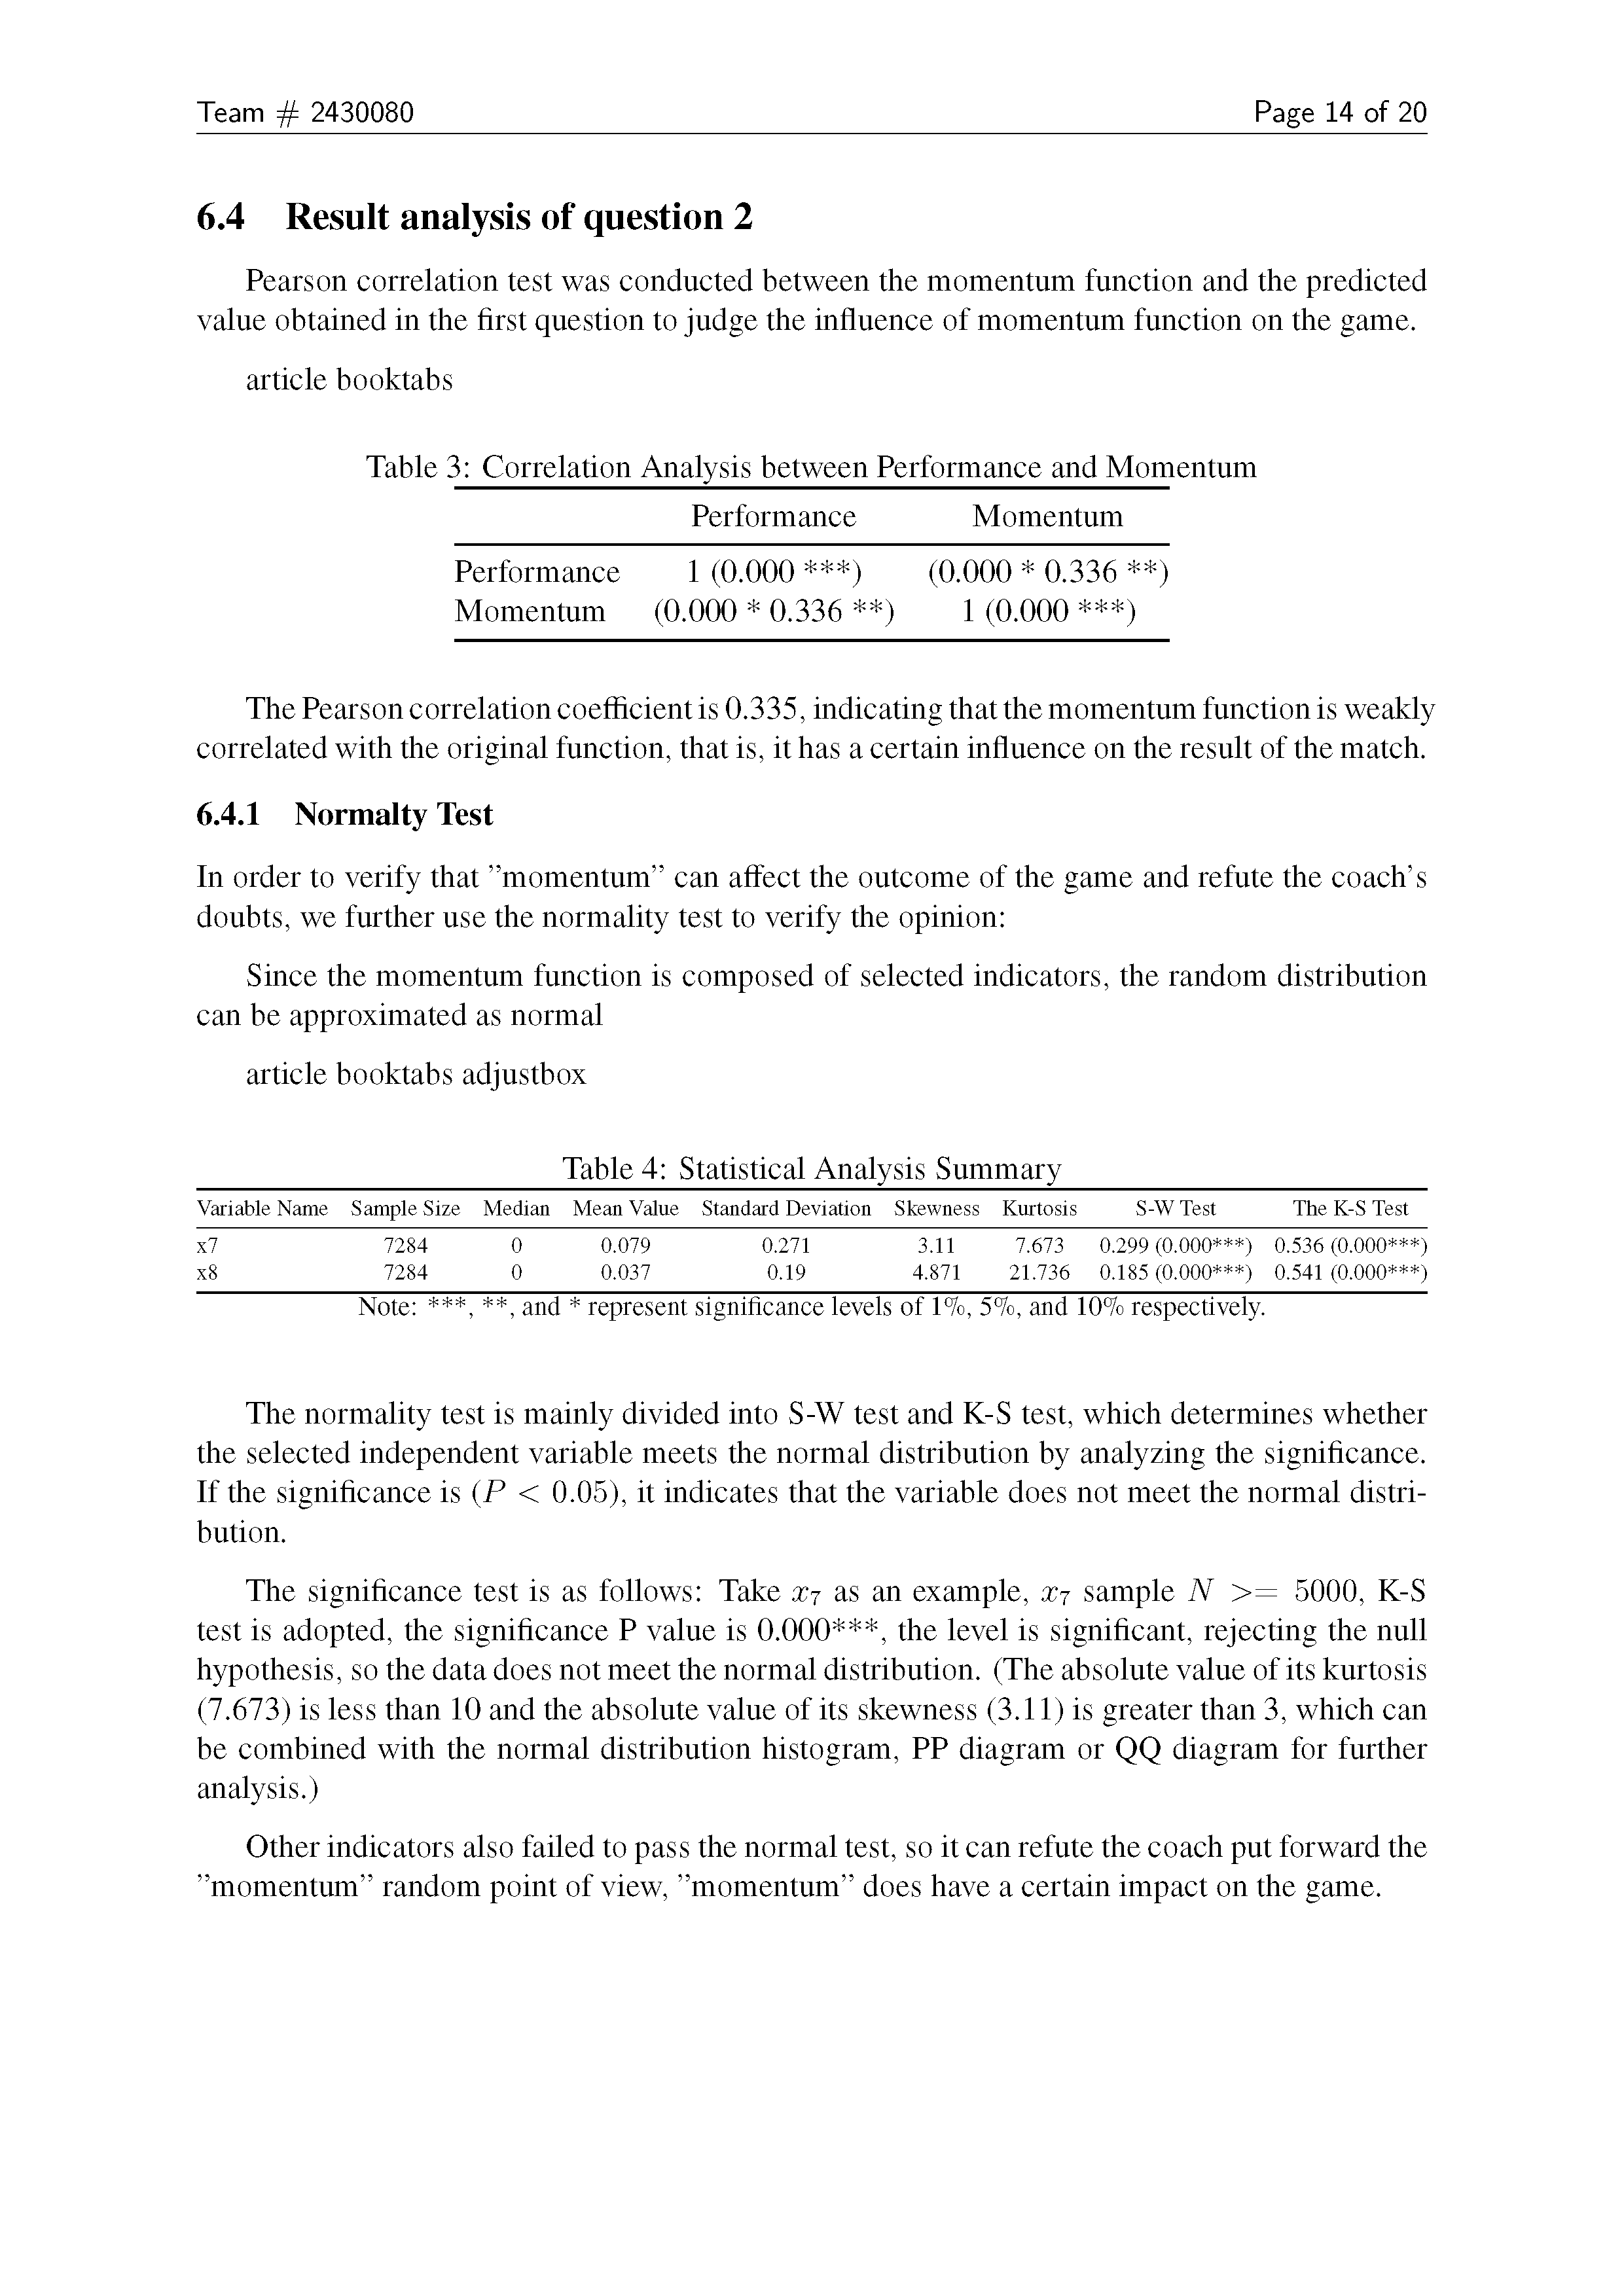 Team # 2430080 Page 14 of 20
6.4 Result analysis of question 2
Pearson correlation test was conducted between the momentum function and the predicted
value obtained in the first question to judge the influence of momentum function on the game.
article booktabs
Table 3: Correlation Analysis between Performance and Momentum
Performance Momentum
Performance 1 (0.000 ***) (0.000 * 0.336 **)
Momentum (0.000 * 0.336 **) 1 (0.000 ***)
The Pearson correlation coefficient is 0.335, indicating that the momentum function is weakly
correlated with the original function, that is, it has a certain influence on the result of the match.
6.4.1 Normalty Test
In order to verify that ”momentum” can affect the outcome of the game and refute the coach’s
doubts, we further use the normality test to verify the opinion:
Since the momentum function is composed of selected indicators, the random distribution
can be approximated as normal
article booktabs adjustbox
Table 4: Statistical Analysis Summary
Variable Name Sample Size Median Mean Value Standard Deviation Skewness Kurtosis S-W Test The K-S Test
x7 7284 0 0.079 0.271 3.11 7.673 0.299 (0.000***) 0.536 (0.000***)
x8 7284 0 0.037 0.19 4.871 21.736 0.185 (0.000***) 0.541 (0.000***)
Note: ***, **, and * represent significance levels of 1%, 5%, and 10% respectively.
The normality test is mainly divided into S-W test and K-S test, which determines whether
the selected independent variable meets the normal distribution by analyzing the significance.
If the significance is (P < 0.05), it indicates that the variable does not meet the normal distri-
bution.
The significance test is as follows: Take x₇ as an example, x₇ sample N >= 5000, K-S
test is adopted, the significance P value is 0.000***, the level is significant, rejecting the null
hypothesis, so the data does not meet the normal distribution. (The absolute value of its kurtosis
(7.673) is less than 10 and the absolute value of its skewness (3.11) is greater than 3, which can
be combined with the normal distribution histogram, PP diagram or QQ diagram for further
analysis.)
Other indicators also failed to pass the normal test, so it can refute the coach put forward the
”momentum” random point of view, ”momentum” does have a certain impact on the game.